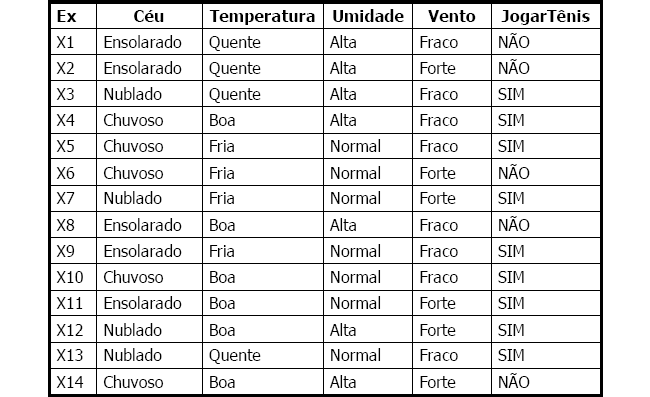 Ex Céu Temperatura Umidade Vento JogarTênis
X1 Ensolarado Quente Alta Fraco NÃO
X2 Ensolarado Quente Alta Forte NÃO
X3 Nublado Quente Alta Fraco SIM
X4 Chuvoso Boa Alta Fraco SIM
X5 Chuvoso Fria Normal Fraco SIM
X6 Chuvoso Fria Normal Forte NÃO
X7 Nublado Fria Normal Forte SIM
X8 Ensolarado Boa Alta Fraco NÃO
X9 Ensolarado Fria Normal Fraco SIM
X10 Chuvoso Boa Normal Fraco SIM
X11 Ensolarado Boa Normal Forte SIM
X12 Nublado Boa Alta Forte SIM
X13 Nublado Quente Normal Fraco SIM
X14 Chuvoso Boa Alta Forte NÃO